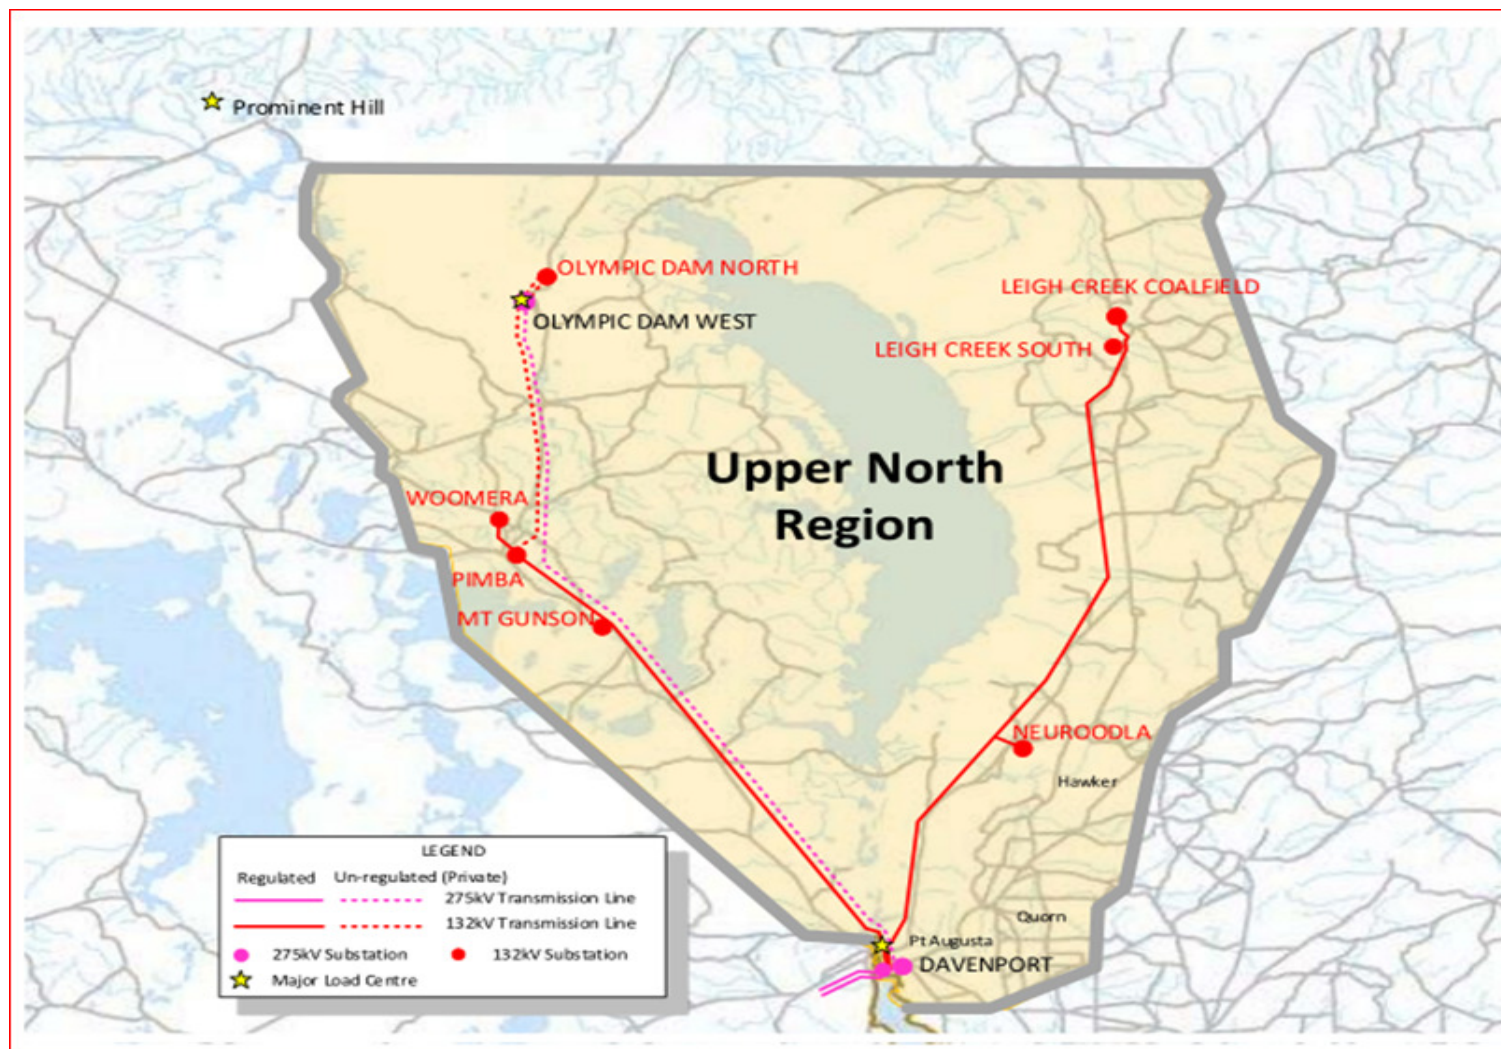 Prominent Hill
OLYMPIC DAM NORTH
LEIGH CREEK COALFIELD
OLYMPIC DAM WEST
LEIGH CREEK SOUTH
Upper North
Region
WOOMERA
PIMBA
MT GUNSON
NEUROODLA
Hawker
LEGEND
Regulated Un-regulated (Private)
275kV Transmission Line
132kV Transmission Line
275kV Substation 132kV Substation
Major Load Centre
Quorn
Pt Augusta
DAVENPORT